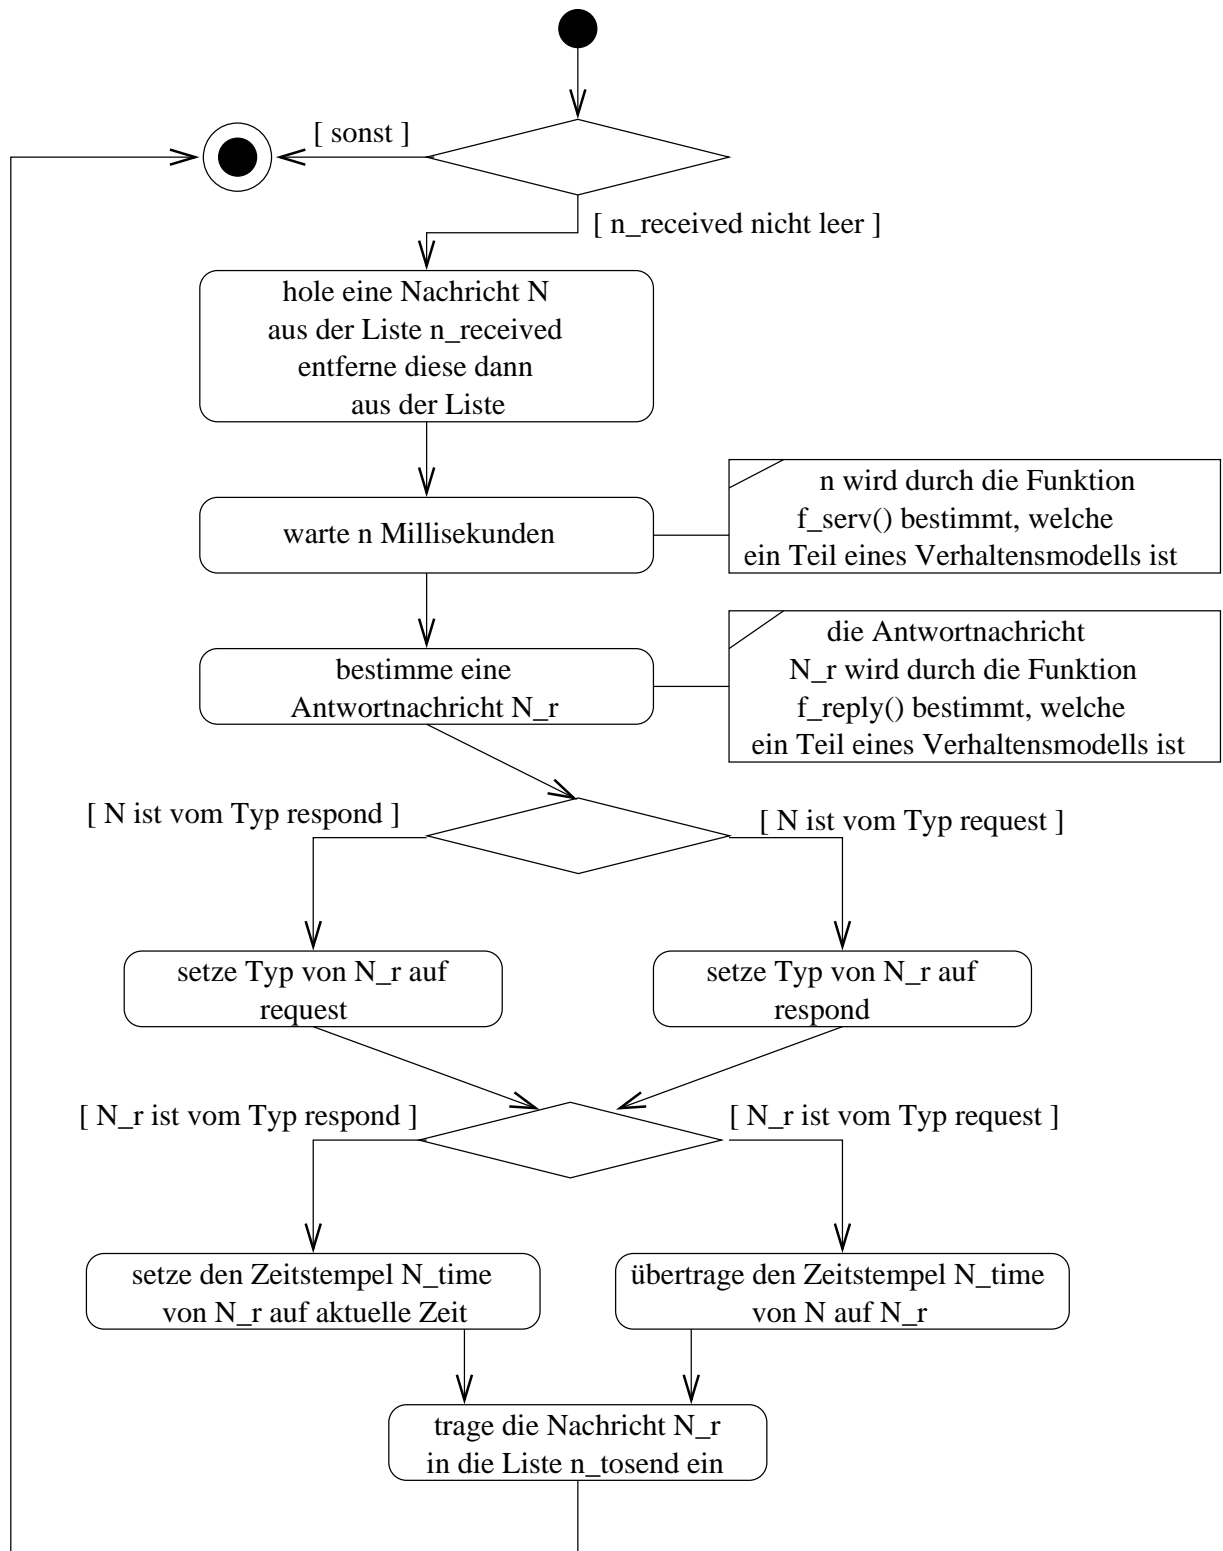 [ sonst ]
[ n_received nicht leer ]
hole eine Nachricht N
aus der Liste n_received
entferne diese dann
aus der Liste
warte n Millisekunden
n wird durch die Funktion
f_serv() bestimmt, welche
ein Teil eines Verhaltensmodells ist
bestimme eine
Antwortnachricht N_r
die Antwortnachricht
N_r wird durch die Funktion
f_reply() bestimmt, welche
ein Teil eines Verhaltensmodells ist
[ N ist vom Typ respond ]
[ N ist vom Typ request ]
setze Typ von N_r auf
request
setze Typ von N_r auf
respond
[ N_r ist vom Typ respond ]
[ N_r ist vom Typ request ]
setze den Zeitstempel N_time
von N_r auf aktuelle Zeit
übertrage den Zeitstempel N_time
von N auf N_r
trage die Nachricht N_r
in die Liste n_tosend ein